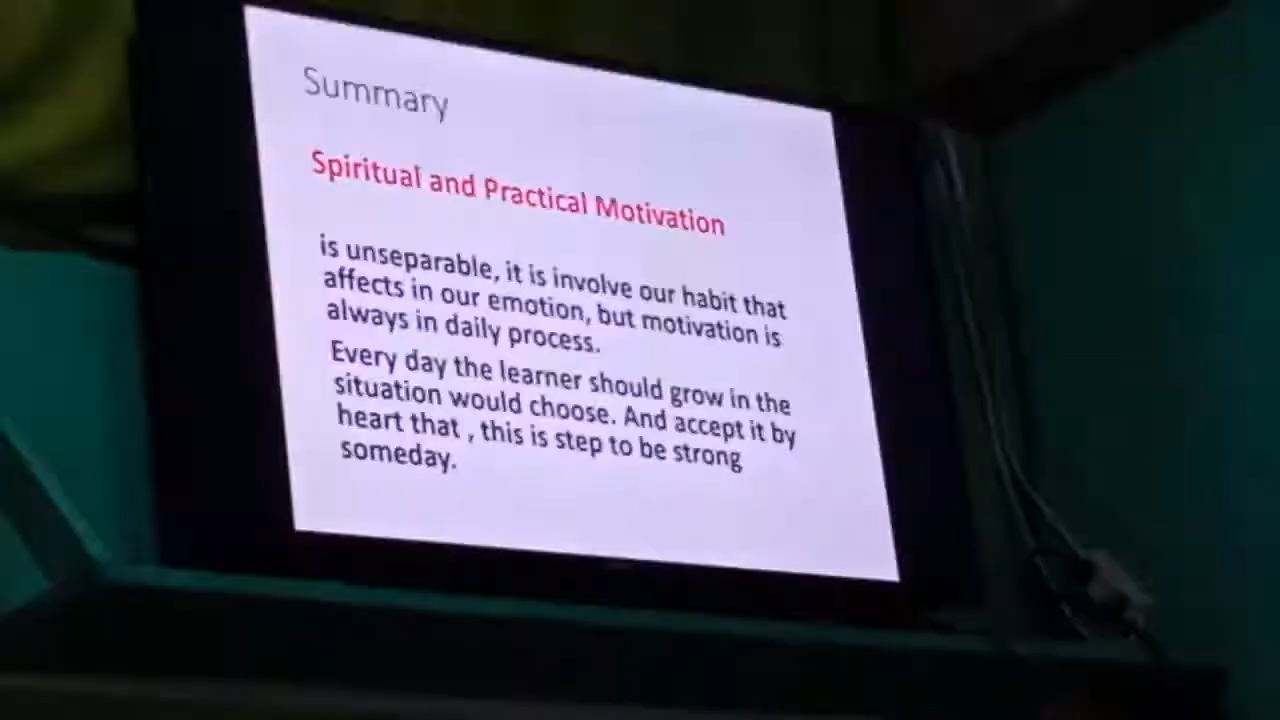 Summary
Spiritual and Practical Motivation
is unseparable, it is involve our habit that
affects in our emotion, but motivation is
always in daily process.
Every day the learner should grow in the
situation would choose. And accept it by
heart that , this is step to be strong
someday.